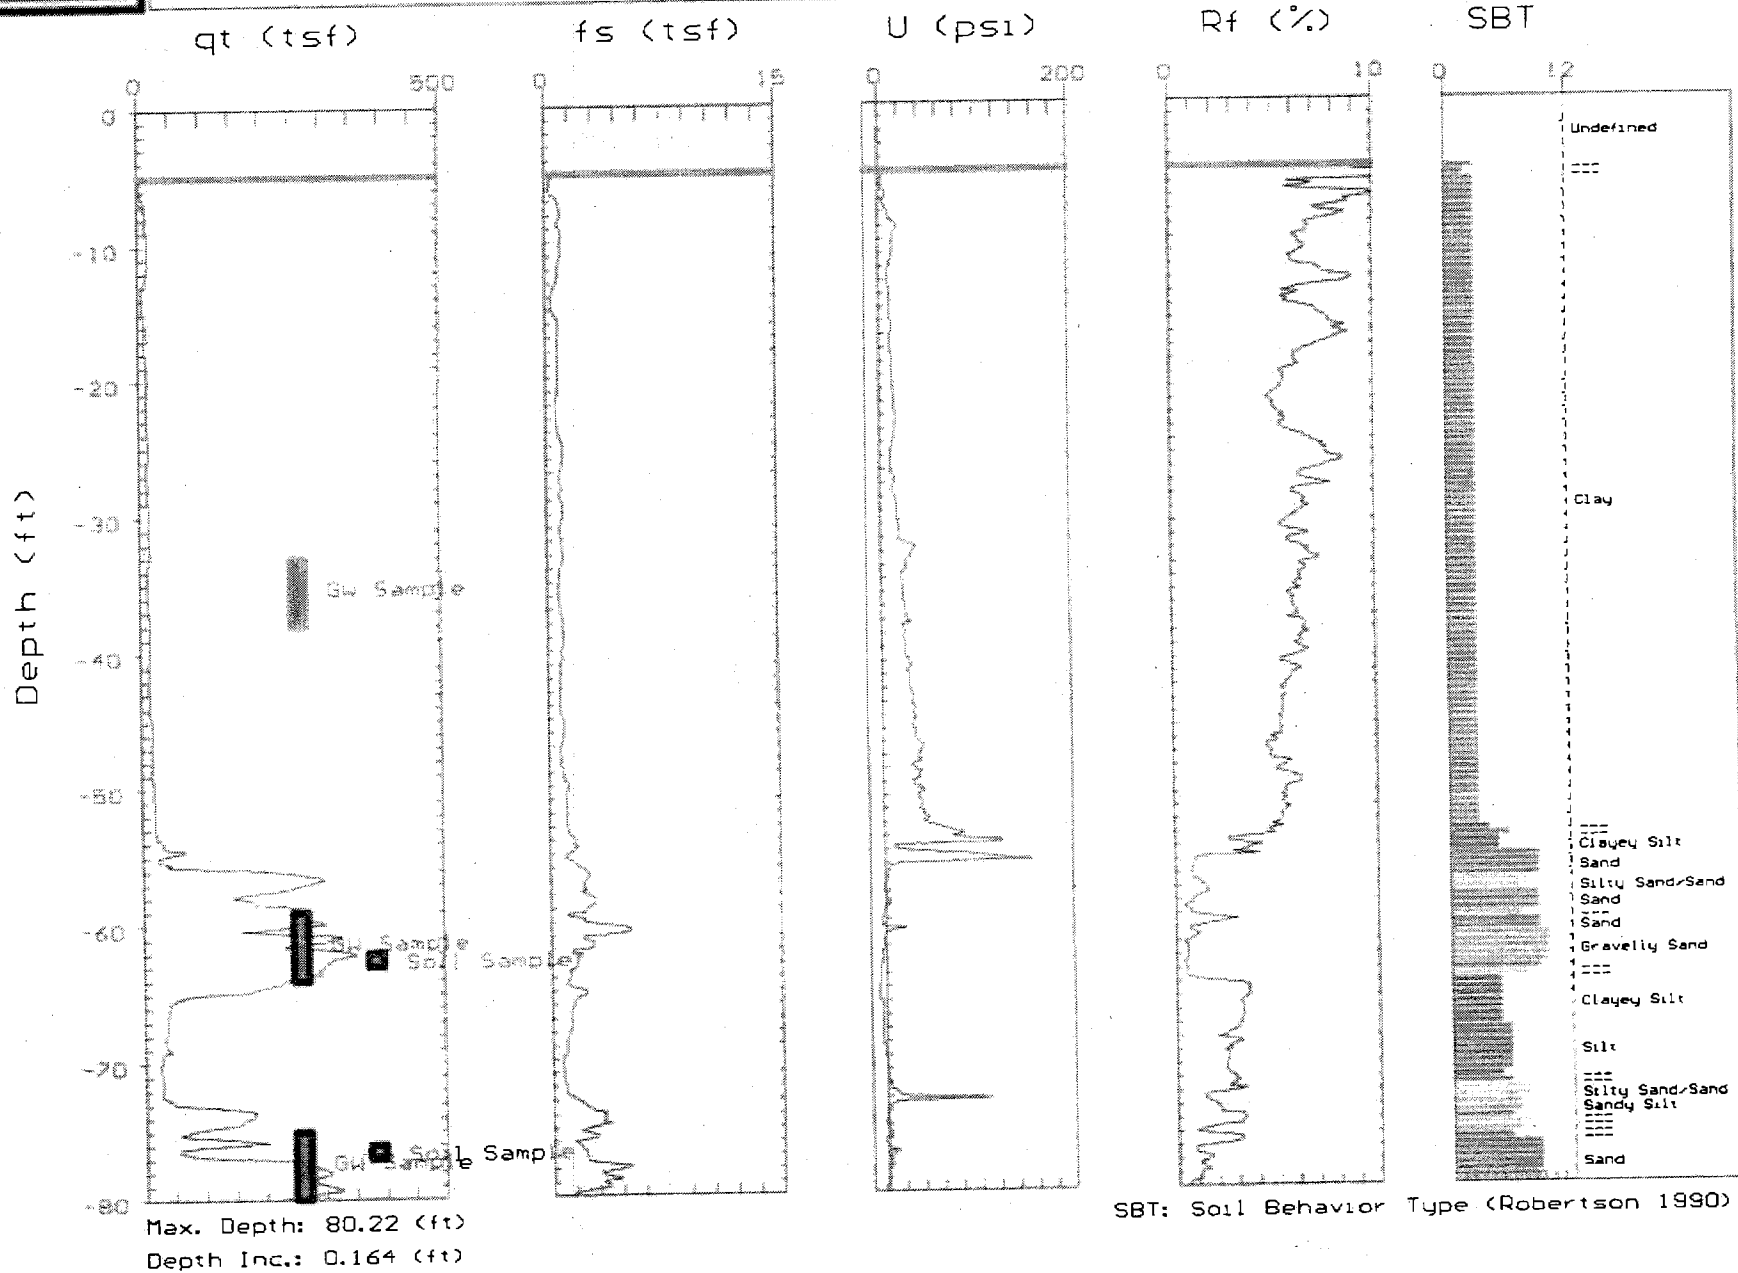 qt (tsf)
fs (tsf)
U (psi)
Rf (%)
SBT
0
500
0
15
0
200
0
10
0
12
0
-10
-20
-30
-40
-50
-60
-70
-80
Depth (ft)
GW Sample
GW Sample
Soil Sample
Soil Sample
GW Sample
Undefined
Clay
Clayey Silt
Sand
Silty Sand/Sand
Sand
Sand
Gravelly Sand
Clayey Silt
Silt
Silty Sand/Sand
Sandy Silt
Sand
Max. Depth: 80.22 (ft)
Depth Inc.: 0.164 (ft)
SBT: Soil Behavior Type (Robertson 1990)